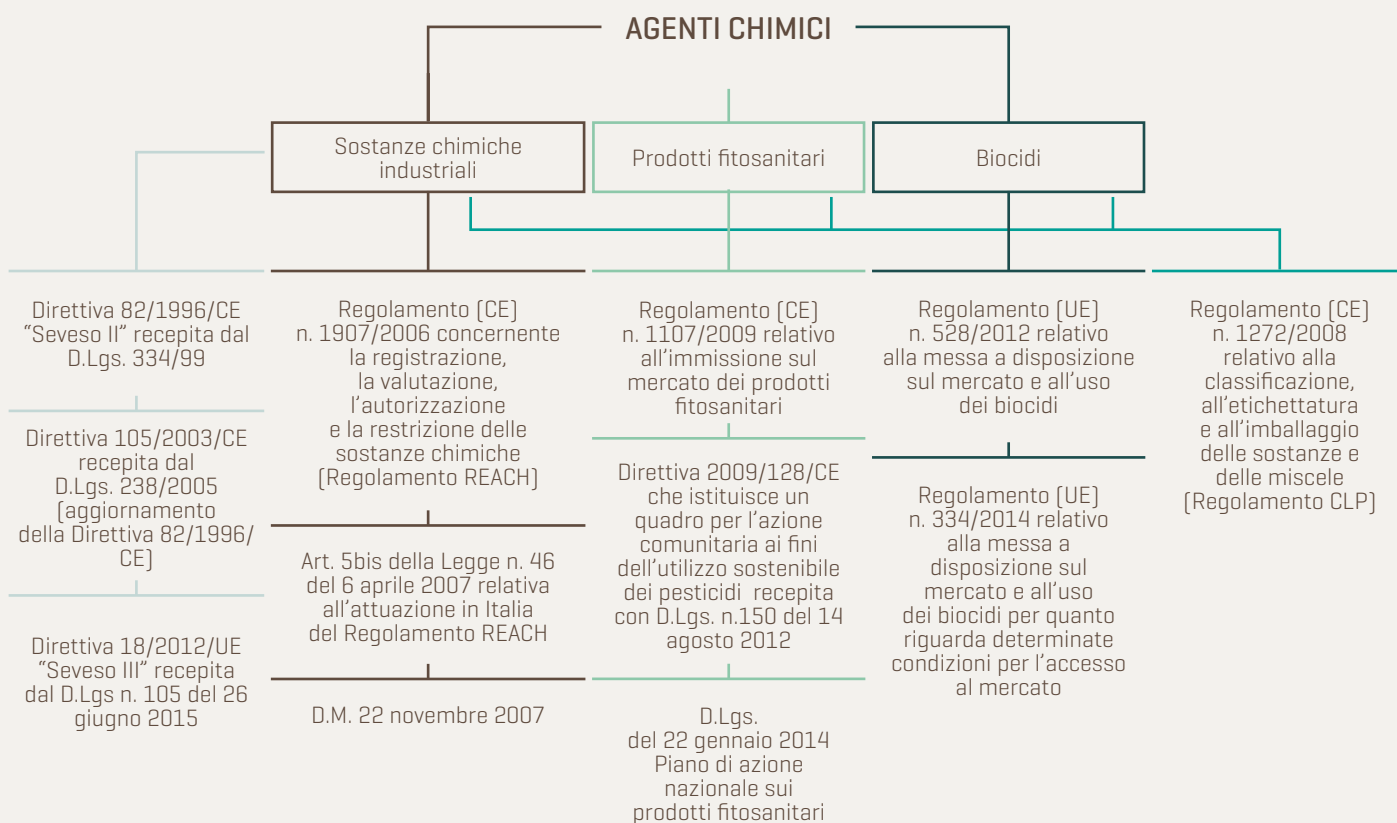 AGENTI CHIMICI
Sostanze chimiche
industriali
Prodotti fitosanitari
Biocidi
Direttiva 82/1996/CE
“Seveso II” recepita dal
D.Lgs. 334/99
Direttiva 105/2003/CE
recepita dal
D.Lgs. 238/2005
(aggiornamento
della Direttiva 82/1996/
CE)
Direttiva 18/2012/UE
“Seveso III” recepita
dal D.Lgs n. 105 del 26
giugno 2015
Regolamento (CE)
n. 1907/2006 concernente
la registrazione,
la valutazione,
l'autorizzazione
e la restrizione delle
sostanze chimiche
(Regolamento REACH)
Art. 5bis della Legge n. 46
del 6 aprile 2007 relativa
all'attuazione in Italia
del Regolamento REACH
D.M. 22 novembre 2007
Regolamento (CE)
n. 1107/2009 relativo
all'immissione sul
mercato dei prodotti
fitosanitari
Direttiva 2009/128/CE
che istituisce un
quadro per l'azione
comunitaria ai fini
dell'utilizzo sostenibile
dei pesticidi recepita
con D.Lgs. n.150 del 14
agosto 2012
D.Lgs.
del 22 gennaio 2014
Piano di azione
nazionale sui
prodotti fitosanitari
Regolamento (UE)
n. 528/2012 relativo
alla messa a disposizione
sul mercato e all'uso
dei biocidi
Regolamento (UE)
n. 334/2014 relativo
alla messa a
disposizione sul
mercato e all'uso
dei biocidi per quanto
riguarda determinate
condizioni per l'accesso
al mercato
Regolamento (CE)
n. 1272/2008
relativo alla
classificazione,
all'etichettatura
e all'imballaggio
delle sostanze e
delle miscele
(Regolamento CLP)